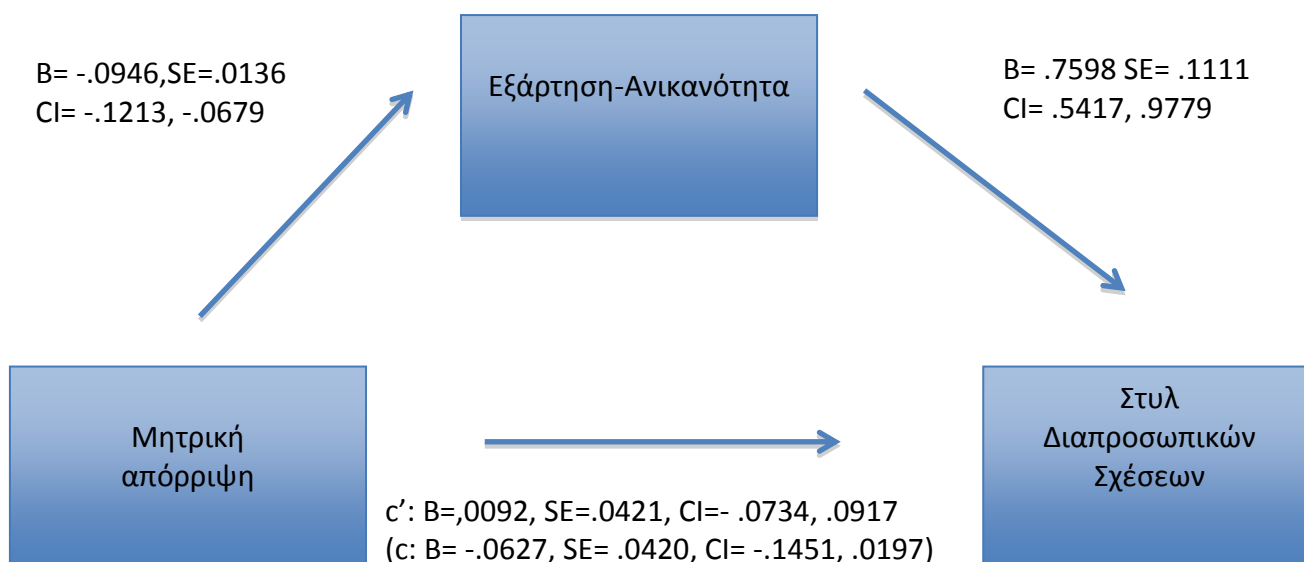 B= -.0946,SE=.0136
CI= -.1213, -.0679
Εξάρτηση-Ανικανότητα
B= .7598 SE= .1111
CI= .5417, .9779
Μητρική
απόρριψη
Στυλ
Διαπροσωπικών
Σχέσεων
c’: B=,0092, SE=.0421, CI=- .0734, .0917
(c: B= -.0627, SE= .0420, CI= -.1451, .0197)